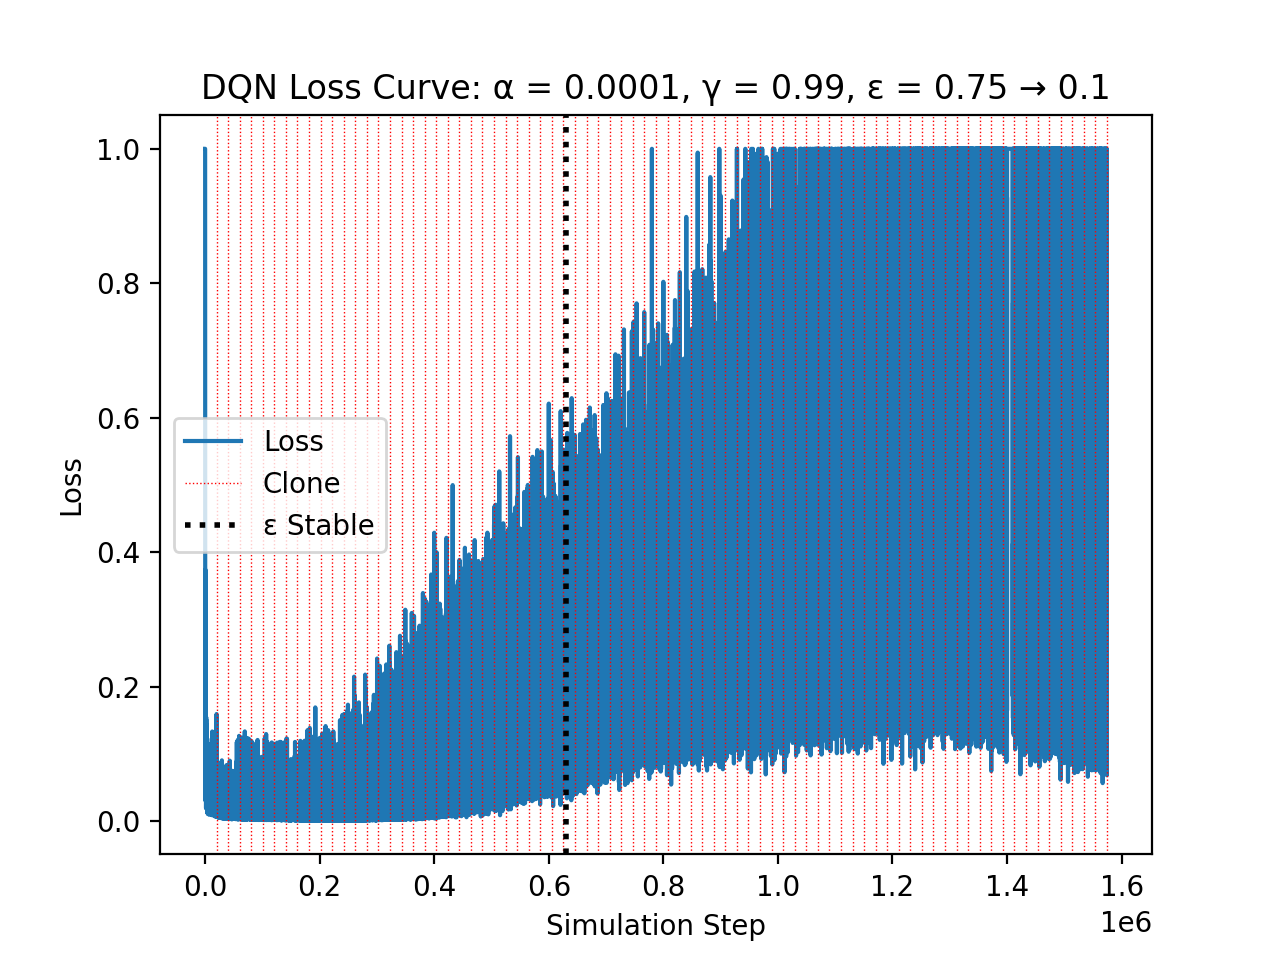 DQN Loss Curve: α = 0.0001, γ = 0.99, ε = 0.75 → 0.1
1.0
0.8
0.6
0.4
0.2
0.0
Loss
Loss
Clone
ε Stable
0.0 0.2 0.4 0.6 0.8 1.0 1.2 1.4 1.6
1e6
Simulation Step